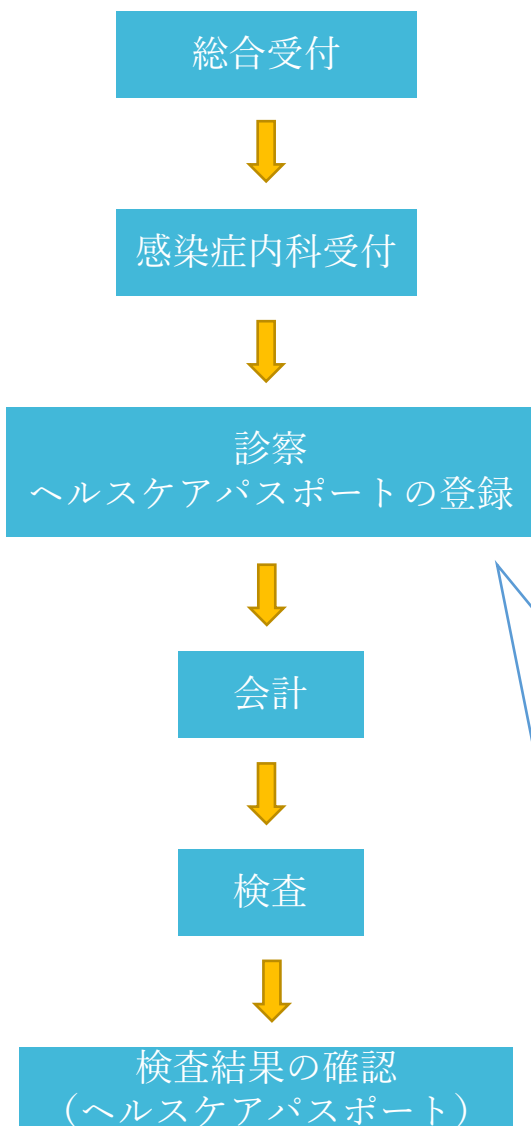 総合受付
感染症内科受付
診察
ヘルスケアパスポートの登録
会計
検査
検査結果の確認
（ヘルスケアパスポート）